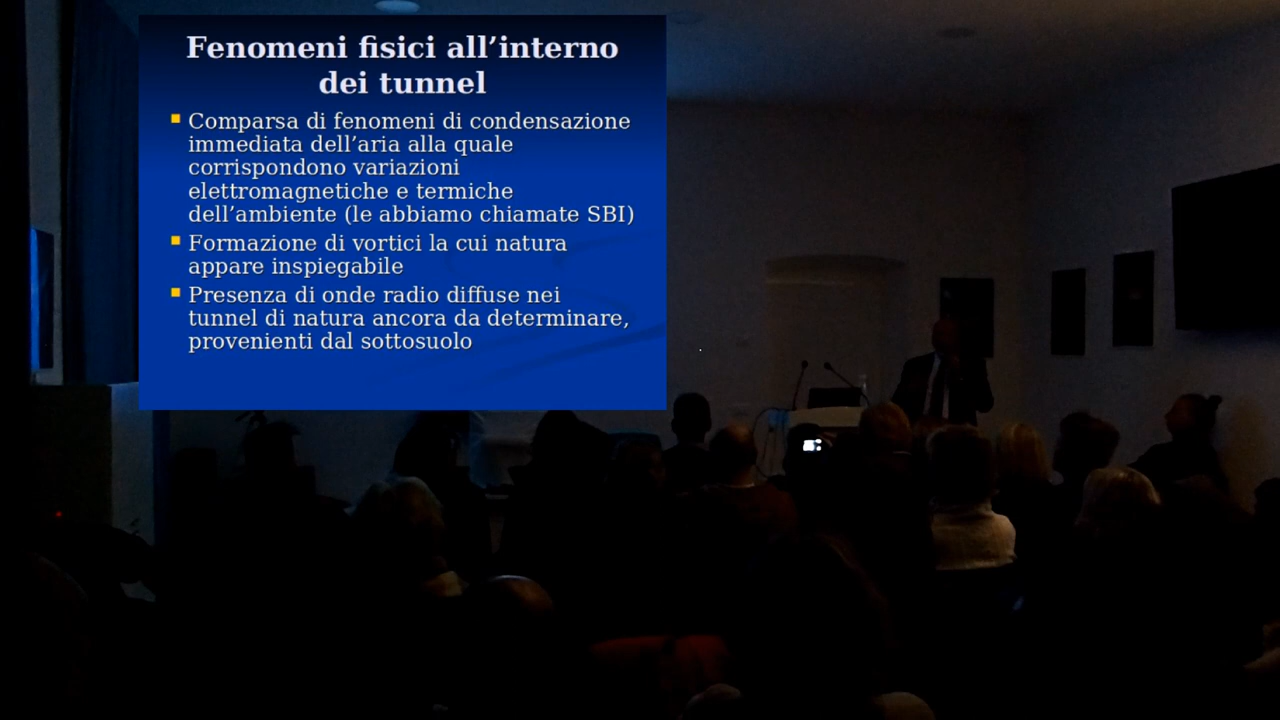 Fenomeni fisici all’interno
dei tunnel
Comparsa di fenomeni di condensazione
immediata dell’aria alla quale
corrispondono variazioni
elettromagnetiche e termiche
dell’ambiente (le abbiamo chiamate SBI)
Formazione di vortici la cui natura
appare inspiegabile
Presenza di onde radio diffuse nei
tunnel di natura ancora da determinare,
provenienti dal sottosuolo